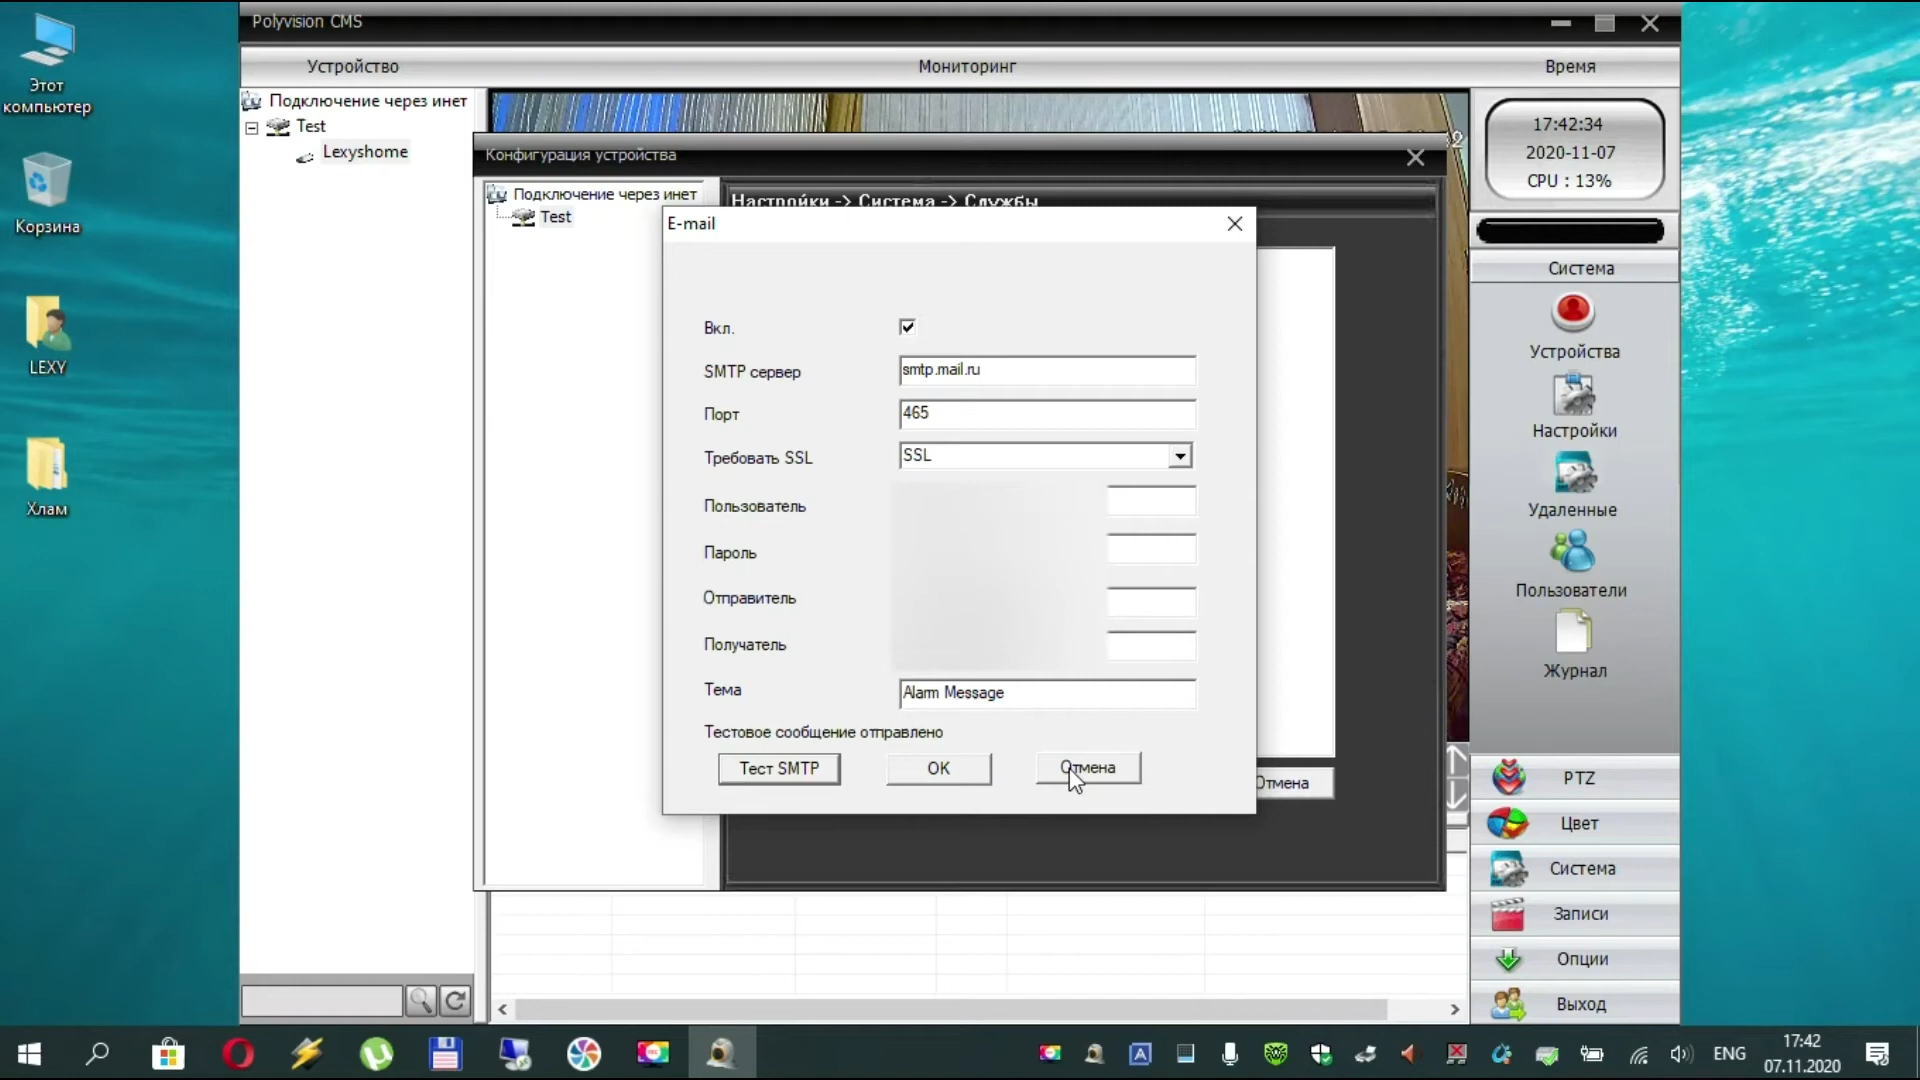 Polyvision CMS
Этот
компьютер
Корзина
LEXY
Хлам
Устройство
Мониторинг
Время
Подключение через инет
Test
Lexyshome
Конфигурация устройства
Подключение через инет
Test
Настройки -> Система -> Службы
E-mail
Вкл.
SMTP сервер
smtp.mail.ru
Порт
465
Требовать SSL
SSL
Пользователь
Пароль
Отправитель
Получатель
Тема
Alarm Message
Тестовое сообщение отправлено
Тест SMTP
OK
Отмена
Отмена
17:42:34
2020-11-07
CPU : 13%
Система
Устройства
Настройки
Удаленные
Пользователи
Журнал
PTZ
Цвет
Система
Записи
Опции
Выход
ENG
17:42
07.11.2020